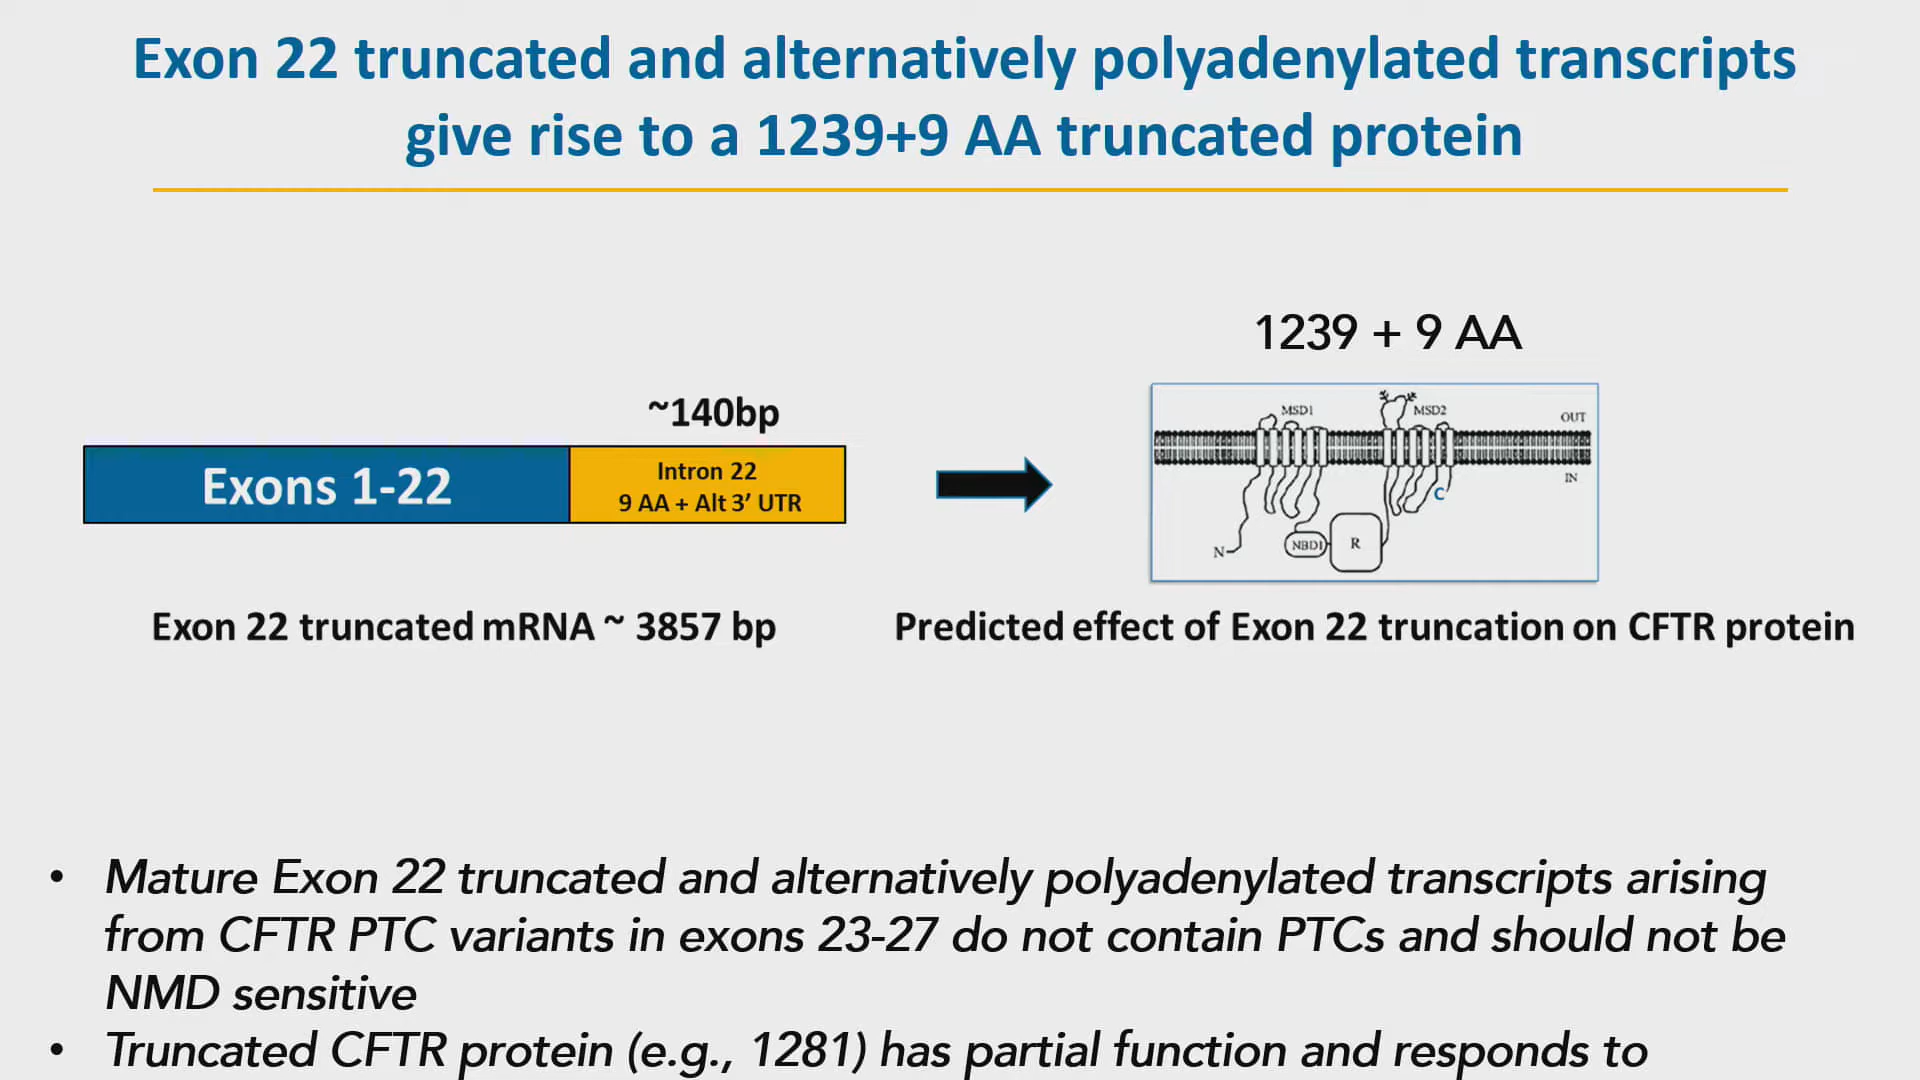 Exon 22 truncated and alternatively polyadenylated transcripts
give rise to a 1239+9 AA truncated protein
1239 + 9 AA
~140bp
Exons 1-22
Intron 22
9 AA + Alt 3’ UTR
MSD1
MSD2
OUT
IN
C
N
NBD1
R
Exon 22 truncated mRNA ~ 3857 bp
Predicted effect of Exon 22 truncation on CFTR protein
• Mature Exon 22 truncated and alternatively polyadenylated transcripts arising
from CFTR PTC variants in exons 23-27 do not contain PTCs and should not be
NMD sensitive
• Truncated CFTR protein (e.g., 1281) has partial function and responds to